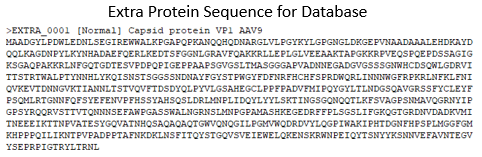 Extra Protein Sequence for Database
>EXTRA_0001 [Normal] Capsid protein VP1 AAV9
MAADGYLPDWLEDNLSEGIREWWALKPGAPQPKANQQHQDNARGLVLPGYKYLGPGNGLDKGEPVNAADAAALEHDKAYD
QQLKAGDNPYLKYNHADAEFQERLKEDTSFGGNLGRAVFQAKKRLLEPLGLVEEAAKTAPGKKRPVEQSPQEPDSSAGIG
KSGAQPAKKRLNFGQTGDTESVPDPQPIGEPPAAPSGVGSLTMASGGGAPVADNNEGADGVGSSSGNWHCDSQWLGDRVI
TTSTRTWALPTYNNHLYKQISNSTSGGSSNDNAYFGYSTPWGYFDFNRFHCHFSPRDWQRLINNNWGFRPKRLNFKLFNI
QVKEVTDNNGVKTIANNLTSTVQVFTDSDYQLPYVLGSAHEGCLPPFPADVFMIPQYGYLTLNDGSQAVGRSSFYCLEYF
PSQMLRTGNNFQFSYEFENVPFHSSYAHSQSLDRLMNPLIDQYLYYLSKTINGSGQNQQTLKFSVAGPSNMAVQGRNYIP
GPSYRQQRVSTTVTQNNNSEFAWPGASSWALNGRNSLMNPGPAMASHKEGEDRFFPLSGSLIFGKQGTGRDNVDADKVMI
TNEEEIKTTNPVATESYGQVATNHQSAQAQAQTGWVQNQGILPGMVWQDRDVYLQGPIWAKIPHTDGNFHPSPLMGGFGM
KHPPPQILIKNTPVPADPPTAFNKDKLNSFITQYSTGQVSVEIEWELQKENSKRWNPEIQYTSNYYKSNNVEFAVNTEGV
YSEPRPIGTRYLTRNL